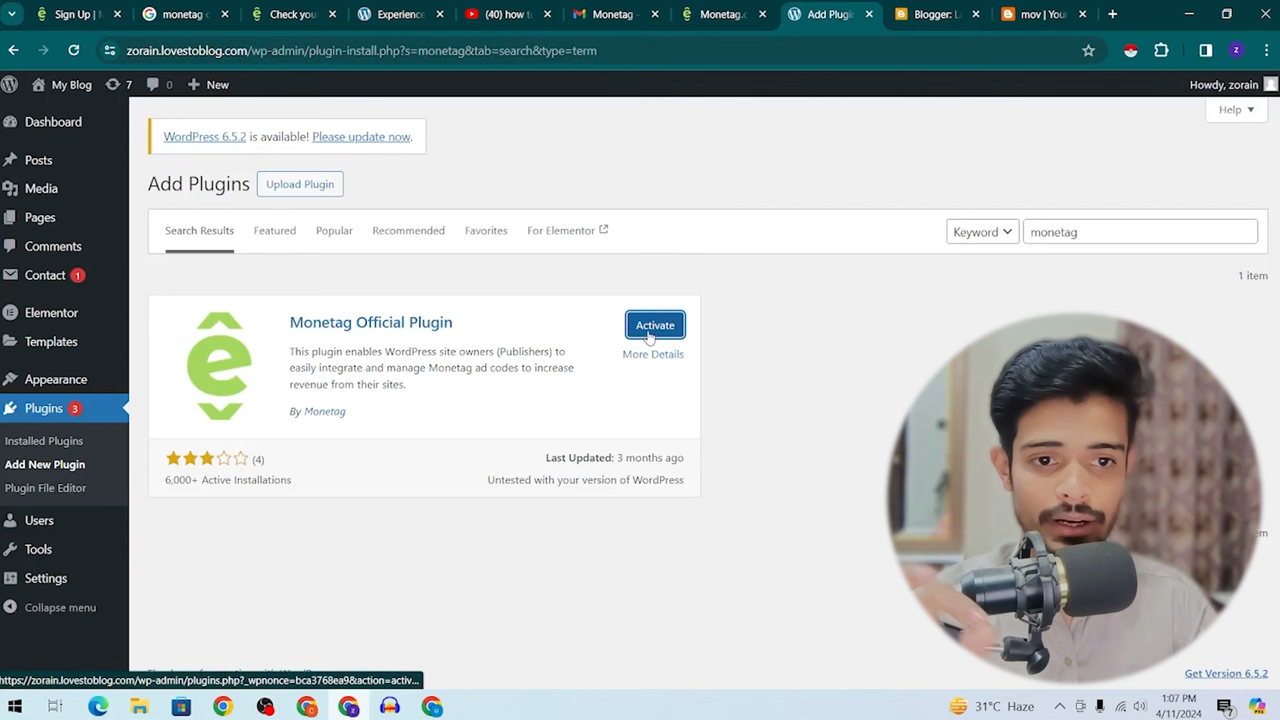 Sign Up |
monetag c
Check you
Experience
(40) how t
Monetag -
Monetag.c
Add Plugin
Blogger: L
mov | Your
zorain.lovestoblog.com/wp-admin/plugin-install.php?s=monetag&tab=search&type=term
z
My Blog 7 0 New
Howdy, zorain
Help
Dashboard
Posts
Media
Pages
Comments
Contact 1
Elementor
Templates
Appearance
Plugins 3
Installed Plugins
Add New Plugin
Plugin File Editor
Users
Tools
Settings
Collapse menu
WordPress 6.5.2 is available! Please update now.
Add Plugins
Upload Plugin
Search Results
Featured
Popular
Recommended
Favorites
For Elementor
Keyword
monetag
1 item
Monetag Official Plugin
Activate
More Details
This plugin enables WordPress site owners (Publishers) to
easily integrate and manage Monetag ad codes to increase
revenue from their sites.
By Monetag
(4)
6,000+ Active Installations
Last Updated: 3 months ago
Untested with your version of WordPress
Get Version 6.5.2
https://zorain.lovestoblog.com/wp-admin/plugins.php?_wpnonce=bca3768ea9&action=activ...
31°C Haze
1:07 PM
4/11/2024